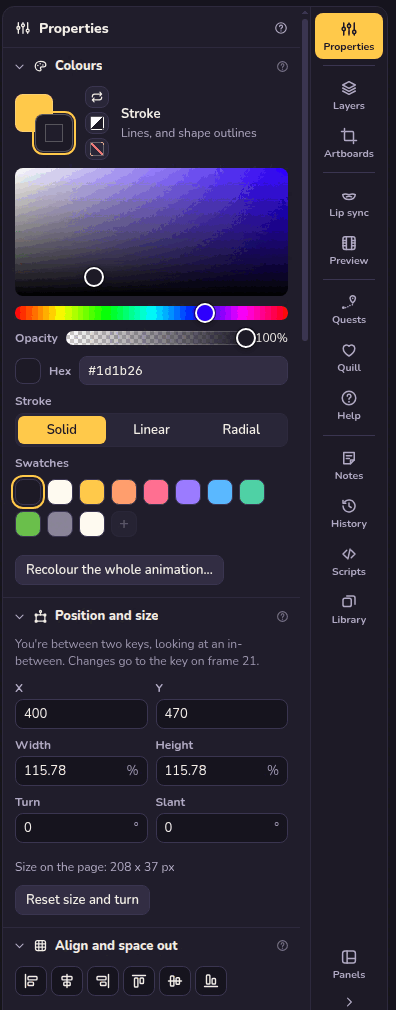 Properties
Colours
Stroke
Lines, and shape outlines
Opacity
100%
Hex
#1d1b26
Stroke
Solid
Linear
Radial
Swatches
+
Recolour the whole animation...
Position and size
You're between two keys, looking at an in-
between. Changes go to the key on frame 21.
X
Y
400
470
Width
Height
115.78 %
115.78 %
Turn
Slant
0 °
0 °
Size on the page: 208 x 37 px
Reset size and turn
Align and space out
Properties
Layers
Artboards
Lip sync
Preview
Quests
Quill
Help
Notes
History
Scripts
Library
Panels